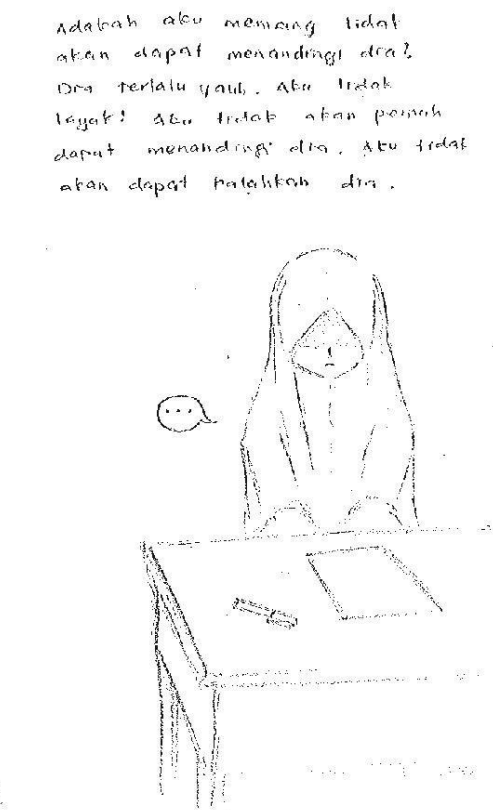 Adakah aku memang tidak
akan dapat menandingi dia?
Dia terlalu jauh. Aku tidak
layak! Aku tidak akan pernah
dapat menandingi dia. Aku tidak
akan dapat kalahkan dia.
...